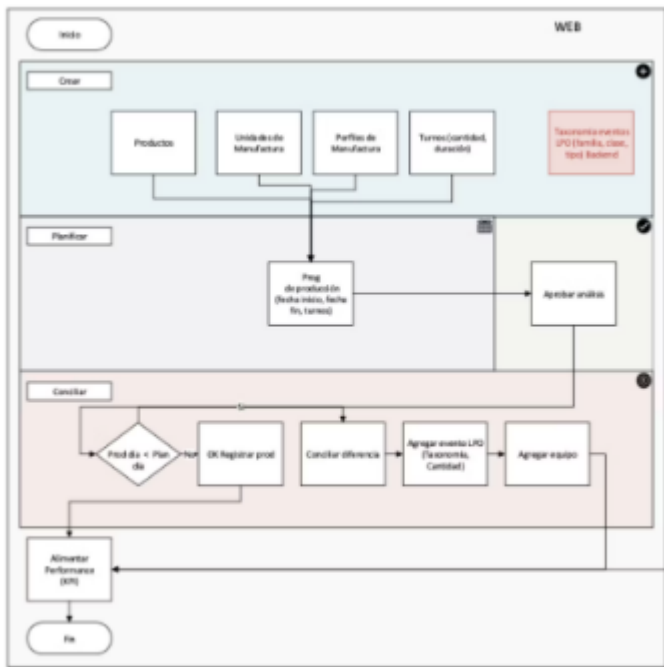 Inicio
WEB
Crear
Productos
Unidades de
Manufactura
Perfiles de
Manufactura
Turnos (cantidad,
duración)
Taxonomía eventos
LPO (familia, clase,
tipo) Backend
Planificar
Prog
de producción
(fecha inicio, fecha
fin, turnos)
Aprobar análisis
Conciliar
Prod día < Plan
día
No
OK Registrar prod
Conciliar diferencia
Agregar evento LPO
(Taxonomía,
Cantidad)
Agregar equipo
Alimentar
Performance
(KPI)
Fin